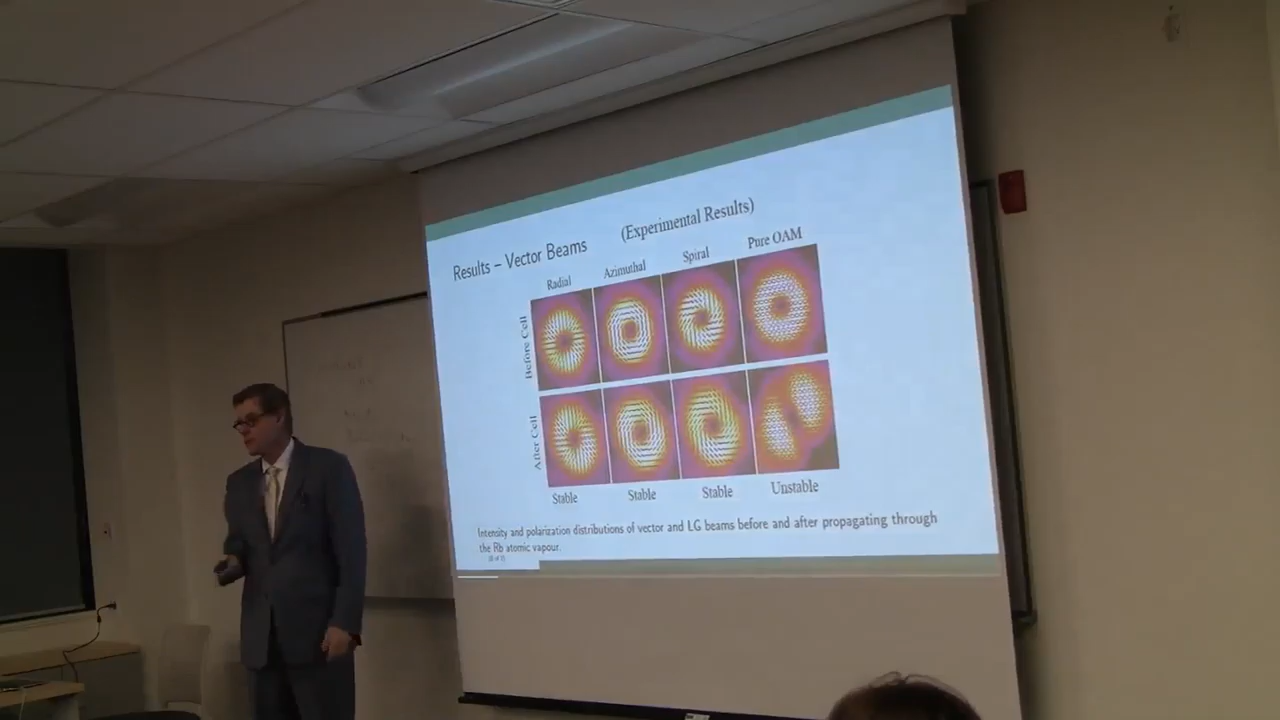 (Experimental Results)
Results – Vector Beams
Radial
Azimuthal
Spiral
Pure OAM
Before Cell
After Cell
Stable
Stable
Stable
Unstable
Intensity and polarization distributions of vector and LG beams before and after propagating through
the Rb atomic vapour.